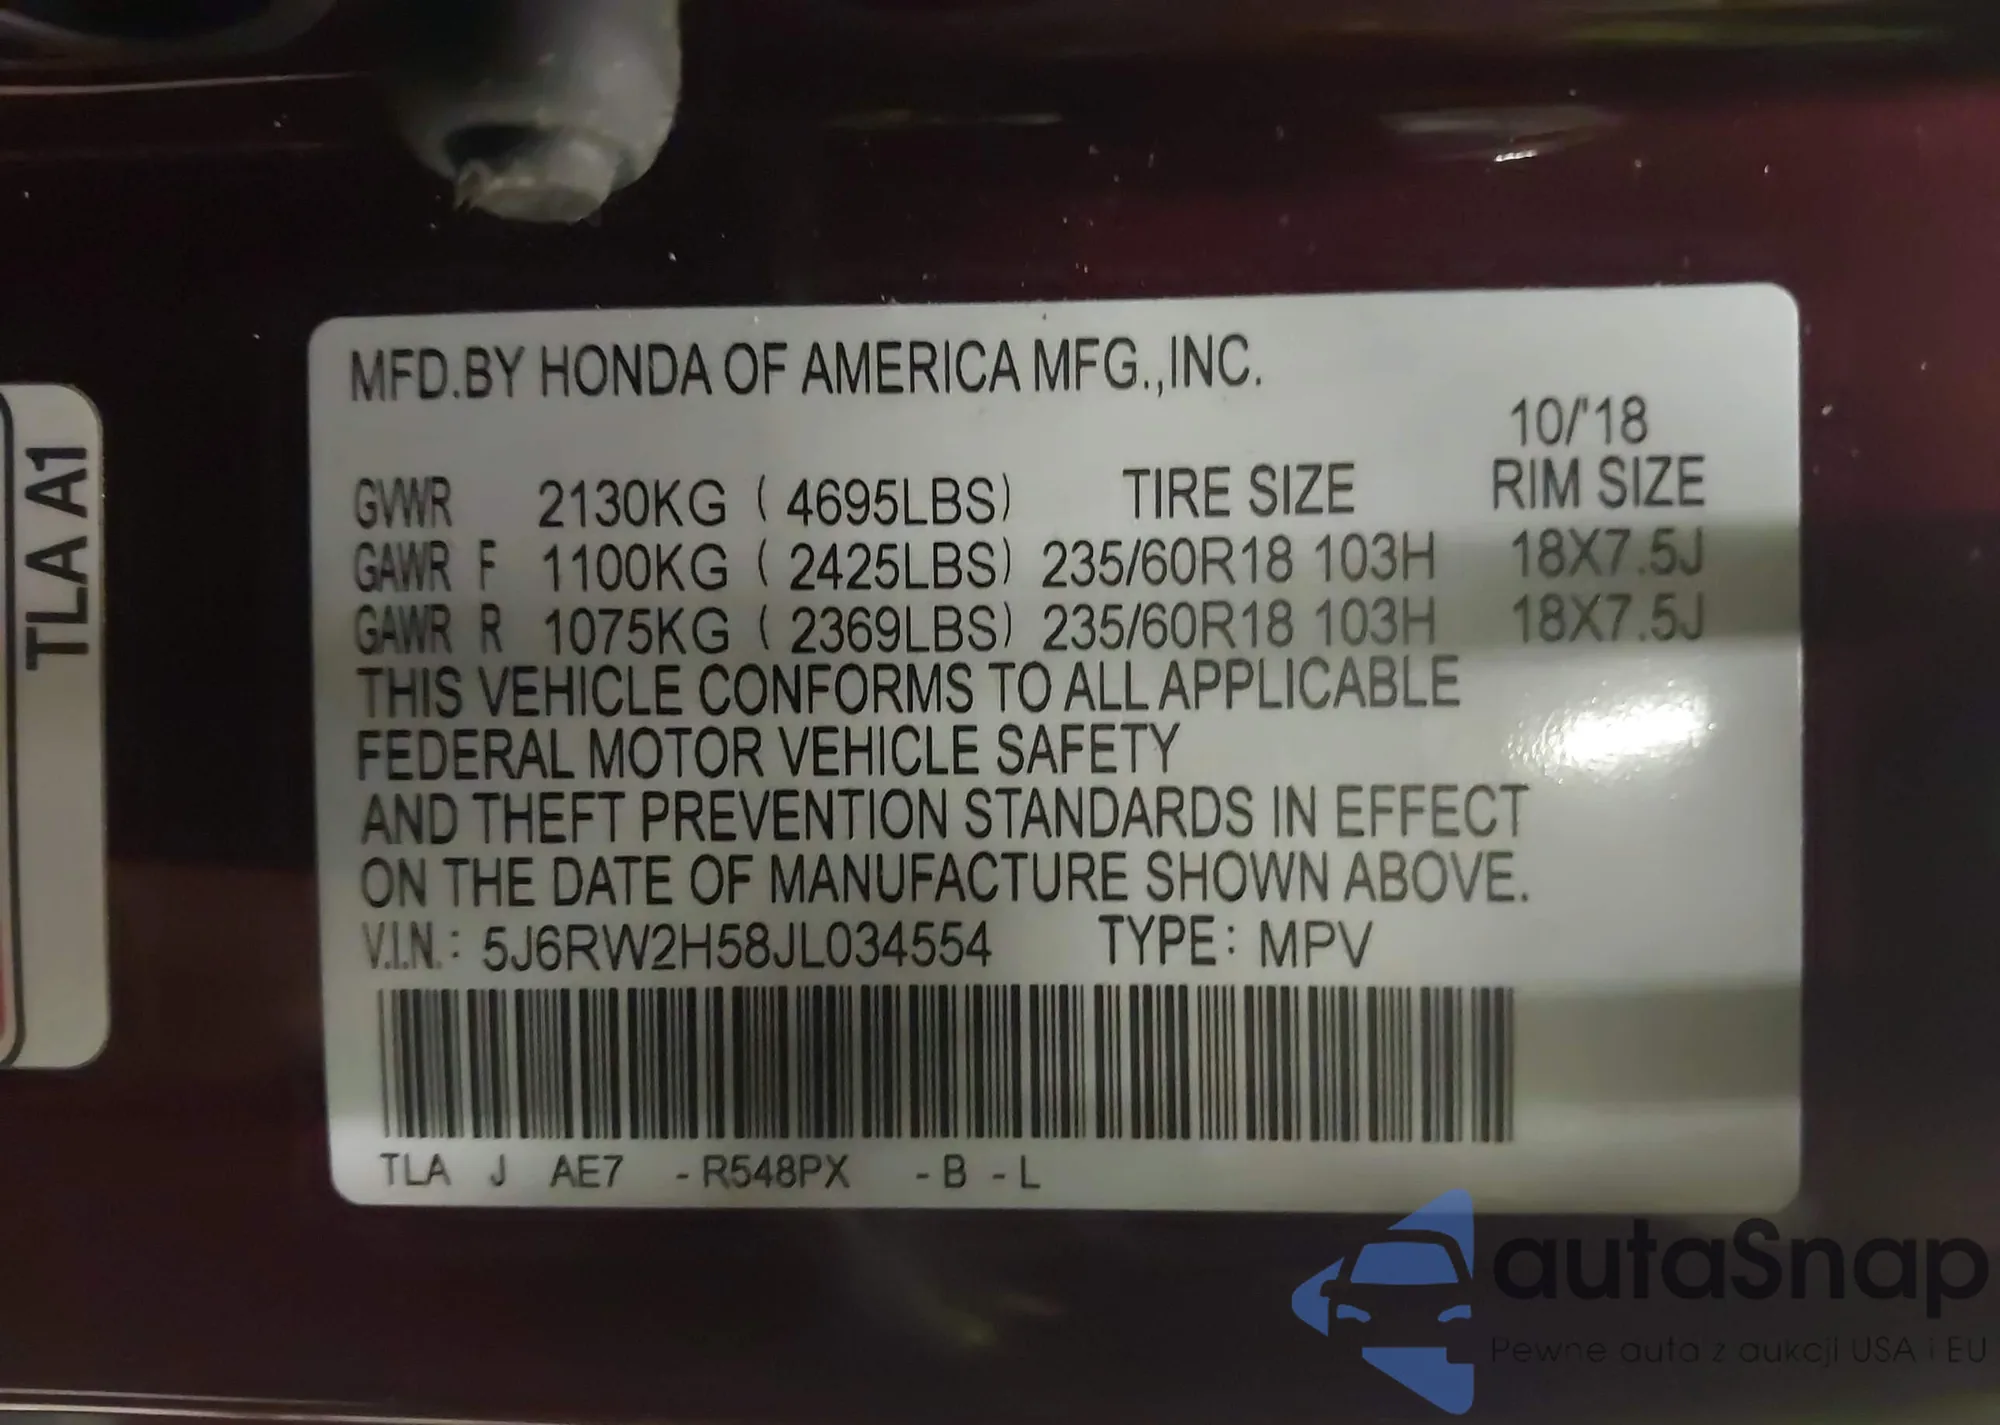 MFD.BY HONDA OF AMERICA MFG.,INC.
10/'18
GVWR 2130KG ( 4695LBS) TIRE SIZE RIM SIZE
GAWR F 1100KG ( 2425LBS) 235/60R18 103H 18X7.5J
GAWR R 1075KG ( 2369LBS) 235/60R18 103H 18X7.5J
THIS VEHICLE CONFORMS TO ALL APPLICABLE
FEDERAL MOTOR VEHICLE SAFETY
AND THEFT PREVENTION STANDARDS IN EFFECT
ON THE DATE OF MANUFACTURE SHOWN ABOVE.
V.I.N.: 5J6RW2H58JL034554 TYPE: MPV
TLA J AE7 -R548PX -B -L
TLA A1
autaSnap
Pewne auta z aukcji USA i EU